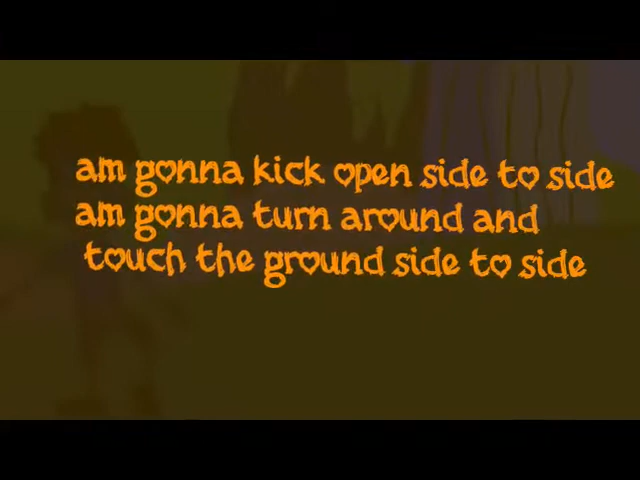 am gonna kick open side to side
am gonna turn around and
touch the ground side to side